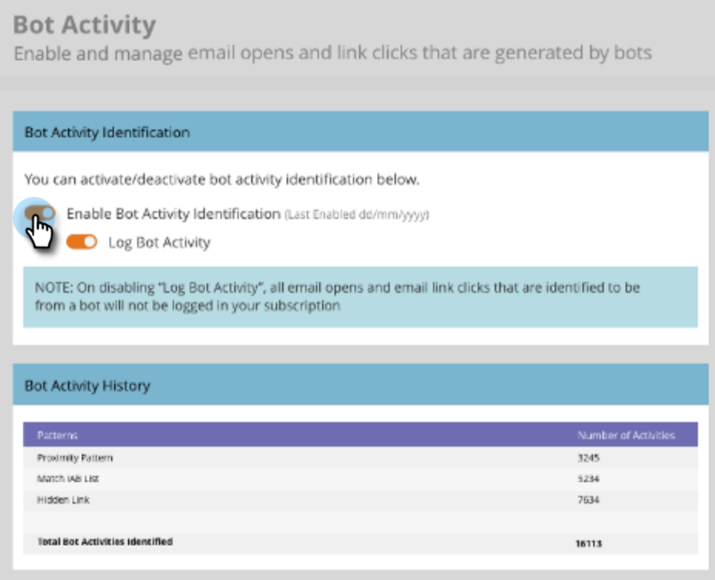 Bot Activity
Enable and manage email opens and link clicks that are generated by bots
Bot Activity Identification
You can activate/deactivate bot activity identification below.
Enable Bot Activity Identification (Last Enabled dd/mm/yyyy)
Log Bot Activity
NOTE: On disabling “Log Bot Activity”, all email opens and email link clicks that are identified to be
from a bot will not be logged in your subscription
Bot Activity History
Patterns Number of Activities
Proximity Pattern 3245
Match IAB List 5234
Hidden Link 7634
Total Bot Activities Identified 16113